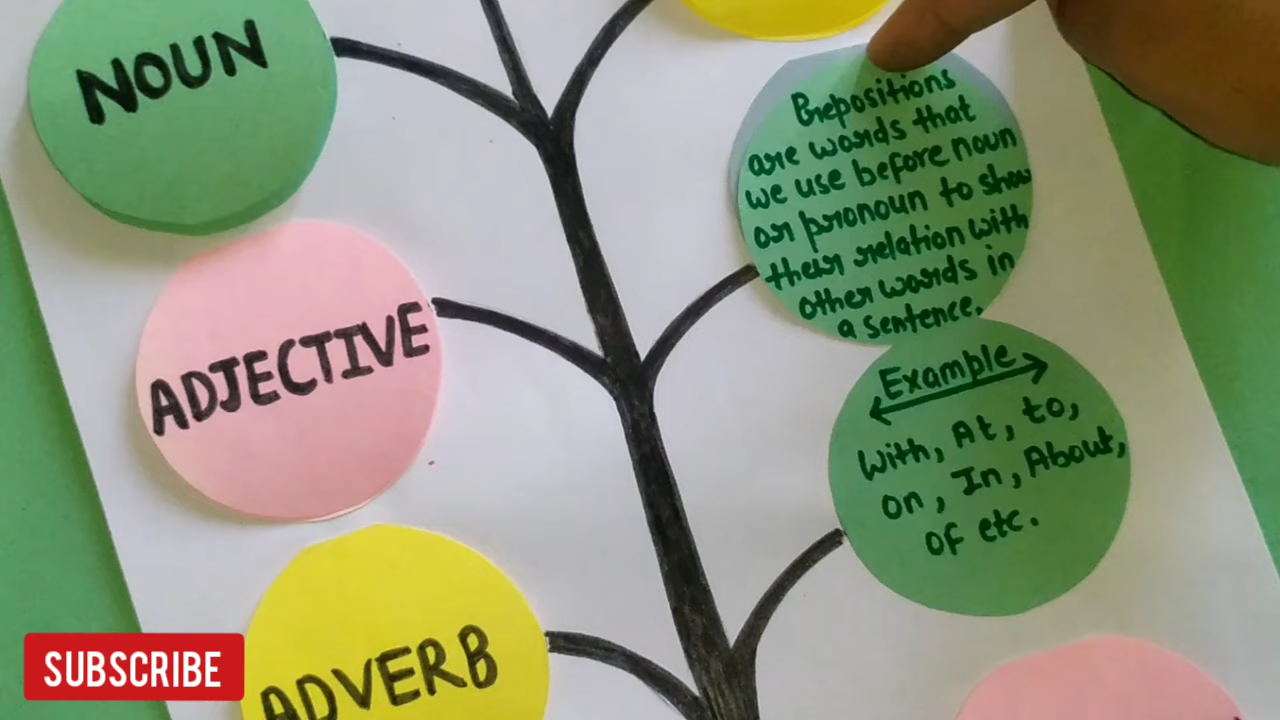 NOUN
ADJECTIVE
ADVERB
Prepositions
are words that
we use before noun
or pronoun to show
their relation with
other words in
a sentence.
Example
With, At, to,
on, In, About,
of etc.
SUBSCRIBE